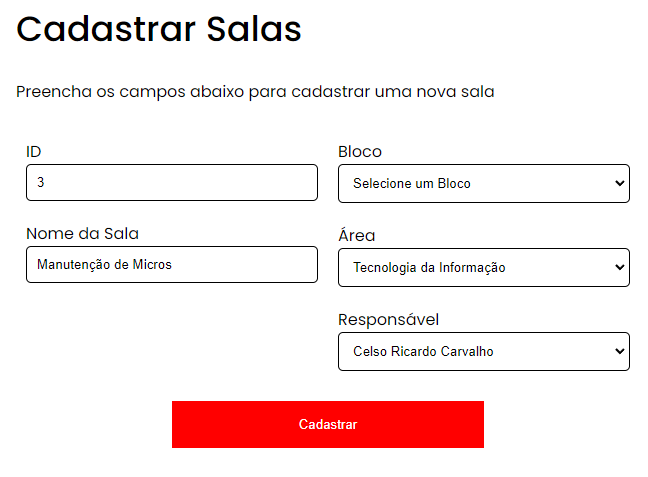 Cadastrar Salas
Preencha os campos abaixo para cadastrar uma nova sala
ID
3
Nome da Sala
Manutenção de Micros
Bloco
Selecione um Bloco
Área
Tecnologia da Informação
Responsável
Celso Ricardo Carvalho
Cadastrar